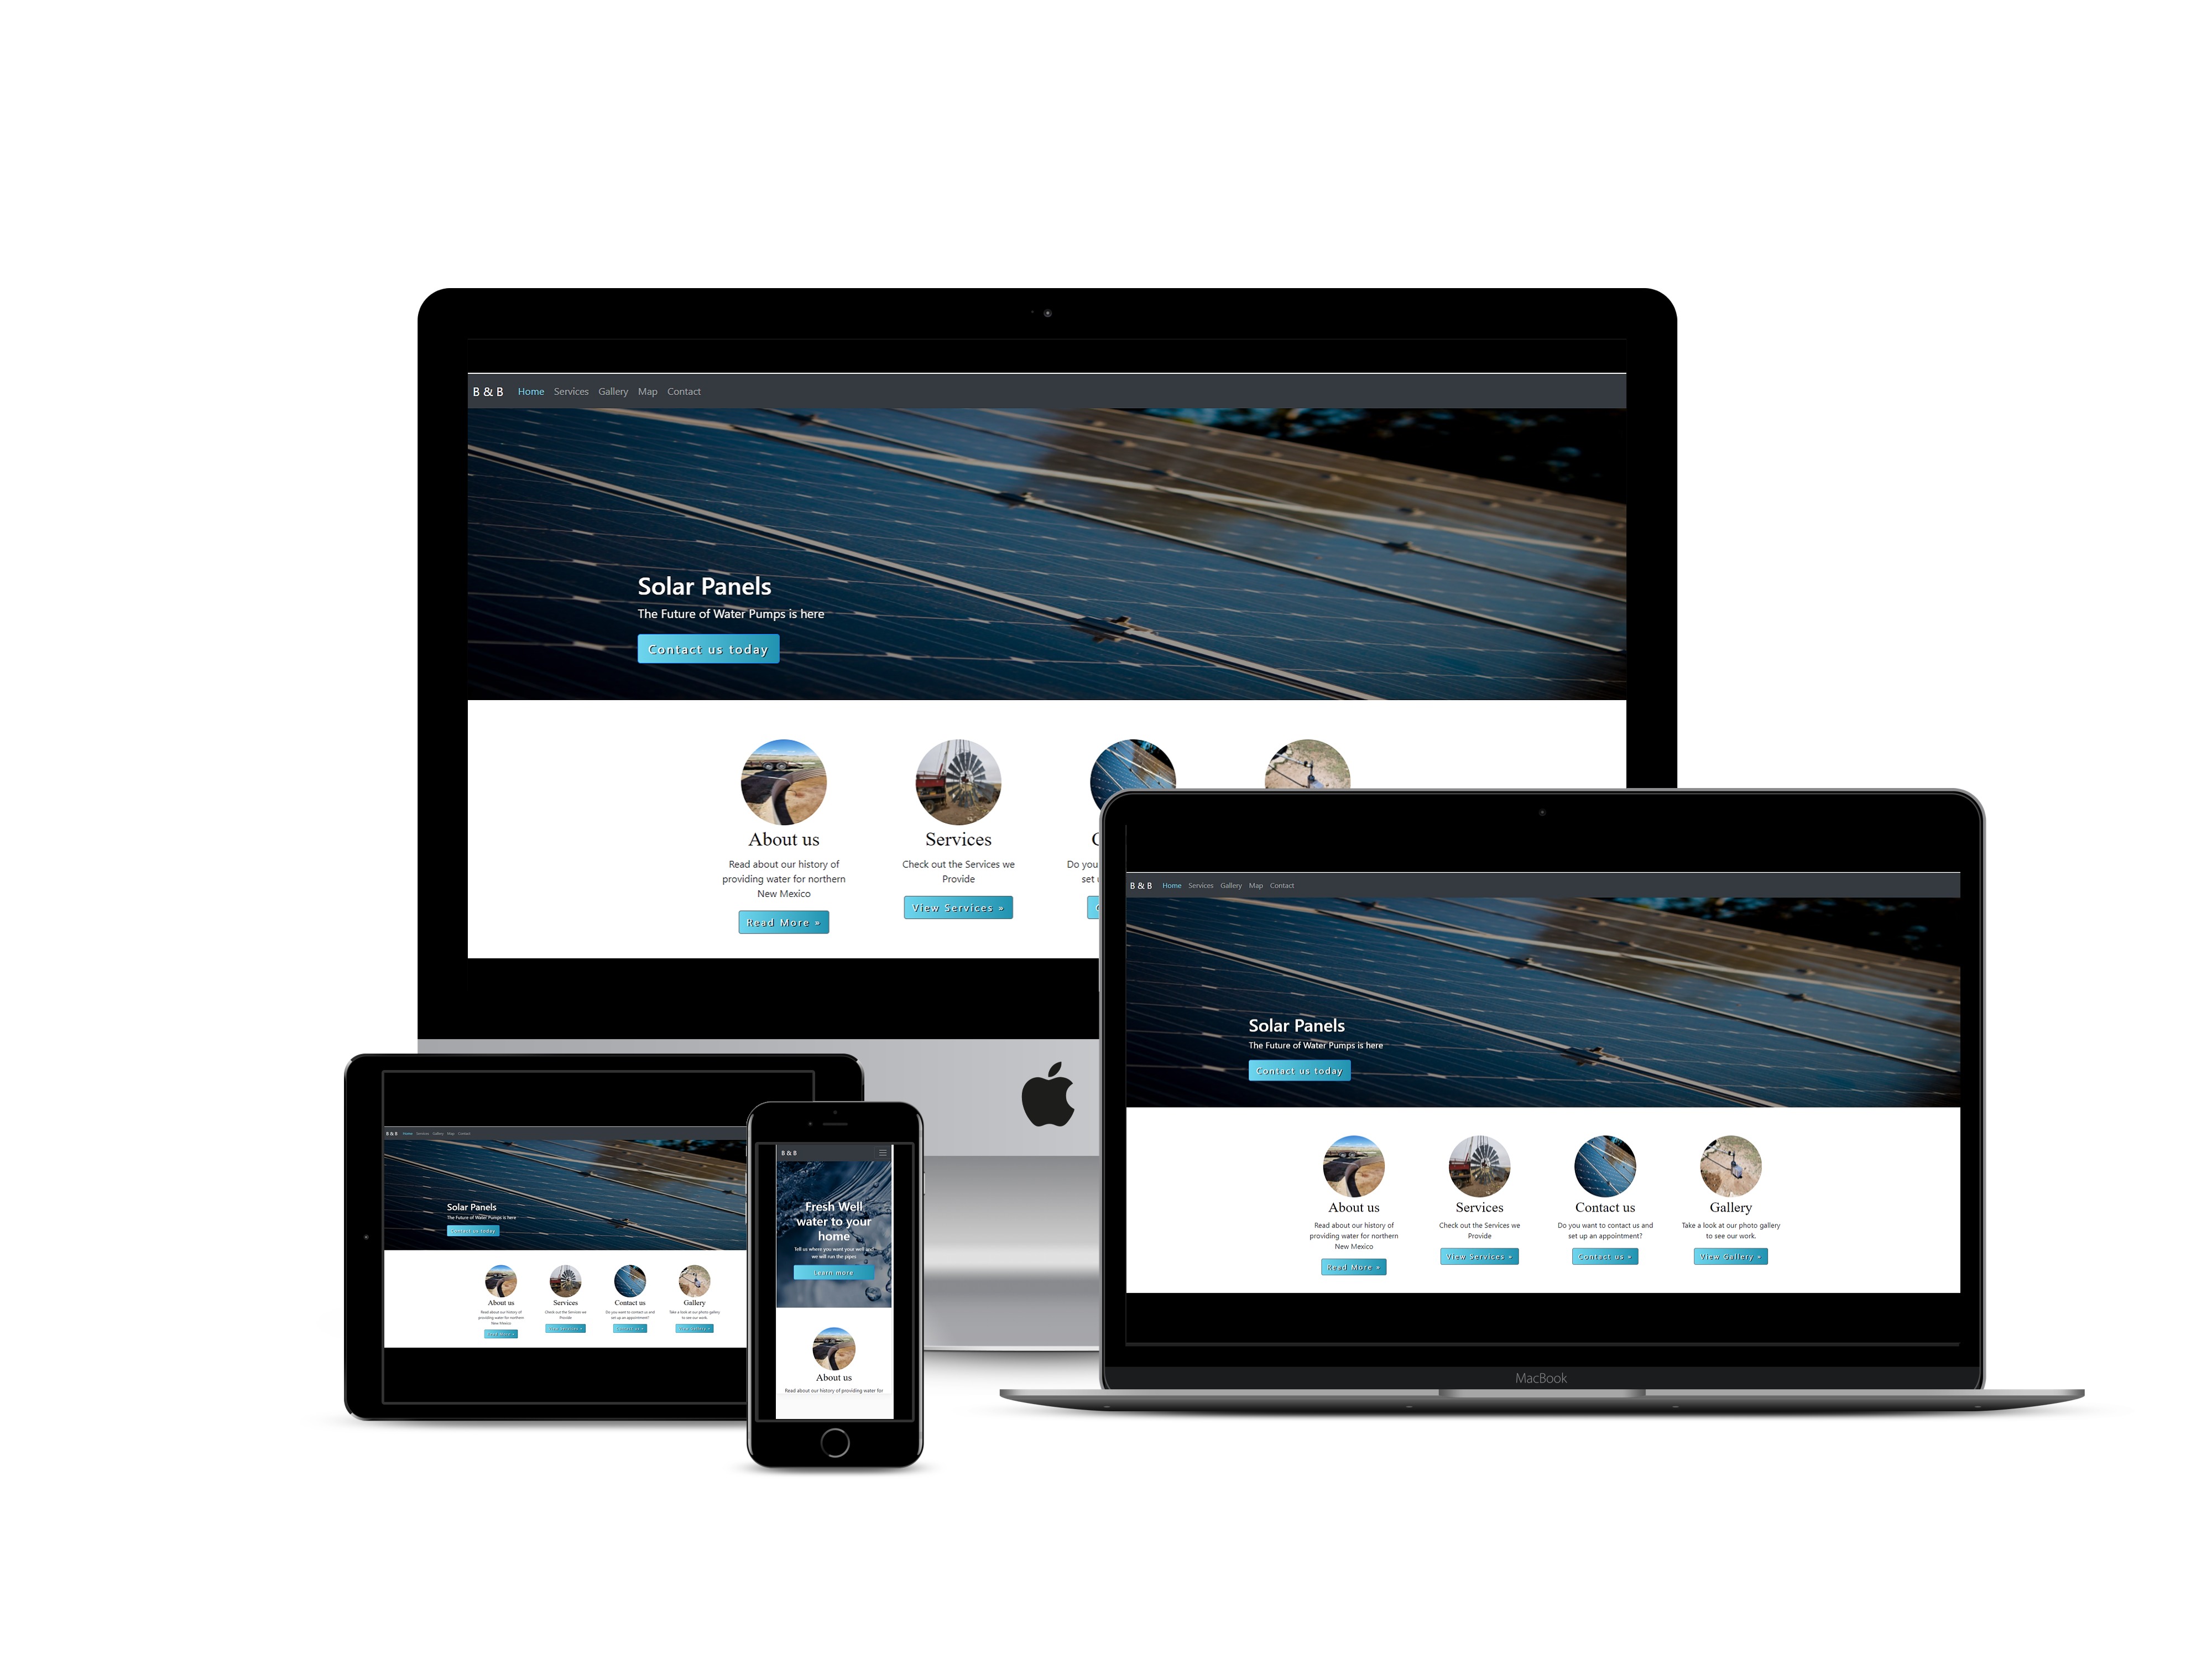 B & B Home Services Gallery Map Contact
Solar Panels
The Future of Water Pumps is here
Contact us today
About us
Read about our history of
providing water for northern
New Mexico
Read More »
Services
Check out the Services we
Provide
View Services »
C
Do you
set
B & B Home Services Gallery Map Contact
Solar Panels
The Future of Water Pumps is here
Contact us today
About us
Read about our history of
providing water for northern
New Mexico
Read More »
Services
Check out the Services we
Provide
View Services »
Contact us
Do you want to contact us and
set up an appointment?
Contact us »
Gallery
Take a look at our photo gallery
to see our work.
View Gallery »
MacBook
B & B Home Services Gallery Map Contact
Solar Panels
The Future of Water Pumps is here
Contact us today
About us
Read about our history of
providing water for northern
New Mexico
Read More »
Services
Check out the Services we
Provide
View Services »
Contact us
Do you want to contact us and
set up an appointment?
Contact us »
Gallery
Take a look at our photo gallery
to see our work.
View Gallery »
B & B
Fresh Well
water to your
home
Tell us where you want your well and
we will run the pipes
Learn more
About us
Read about our history of providing water for